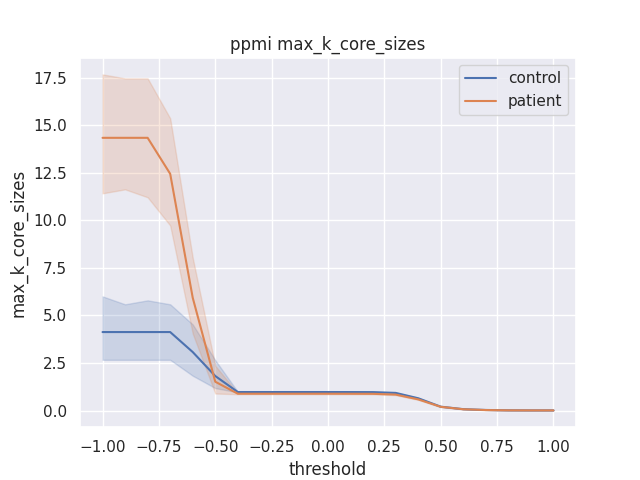 ppmi max_k_core_sizes
control
patient
max_k_core_sizes
17.5
15.0
12.5
10.0
7.5
5.0
2.5
0.0
−1.00 −0.75 −0.50 −0.25 0.00 0.25 0.50 0.75 1.00
threshold